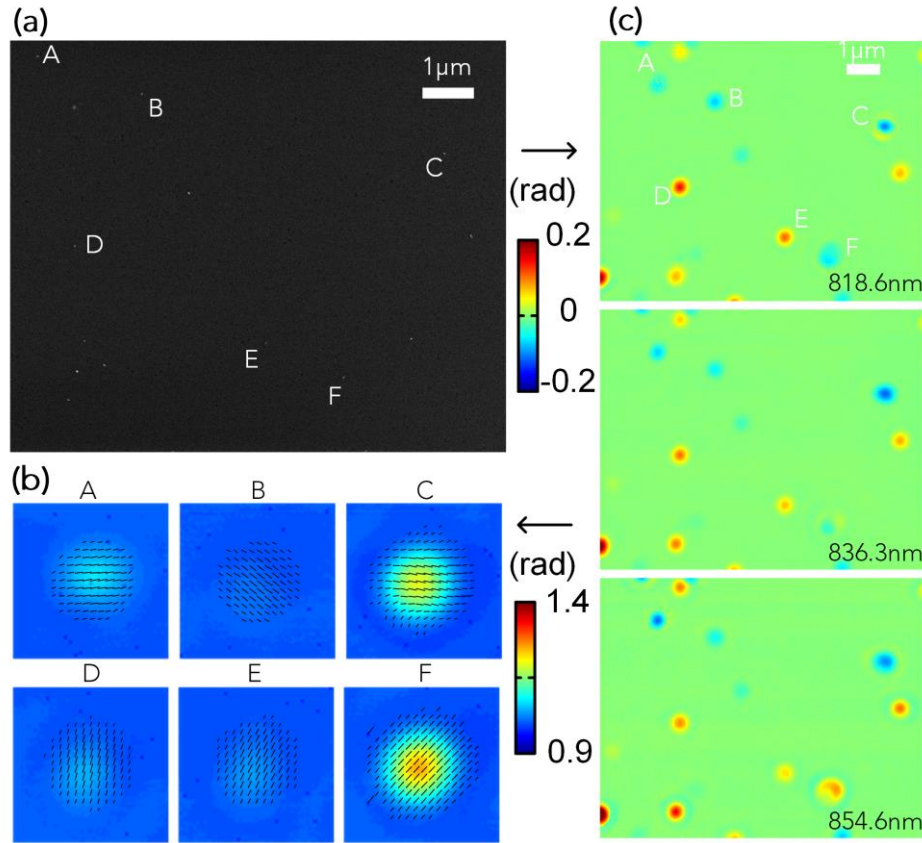 (a)
A
1μm
B
C
D
E
F
(rad)
0.2
0
-0.2
(c)
1μm
A
B
C
D
E
F
818.6nm
836.3nm
854.6nm
(b)
A
B
C
D
E
F
(rad)
1.4
0.9